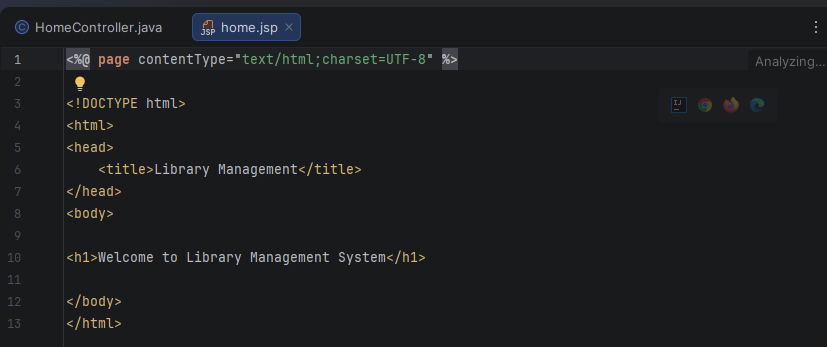 HomeController.java
JSP home.jsp
1 <%@ page contentType="text/html;charset=UTF-8" %>
Analyzing...
2
3 <!DOCTYPE html>
4 <html>
5 <head>
6     <title>Library Management</title>
7 </head>
8 <body>
9
10 <h1>Welcome to Library Management System</h1>
11
12 </body>
13 </html>